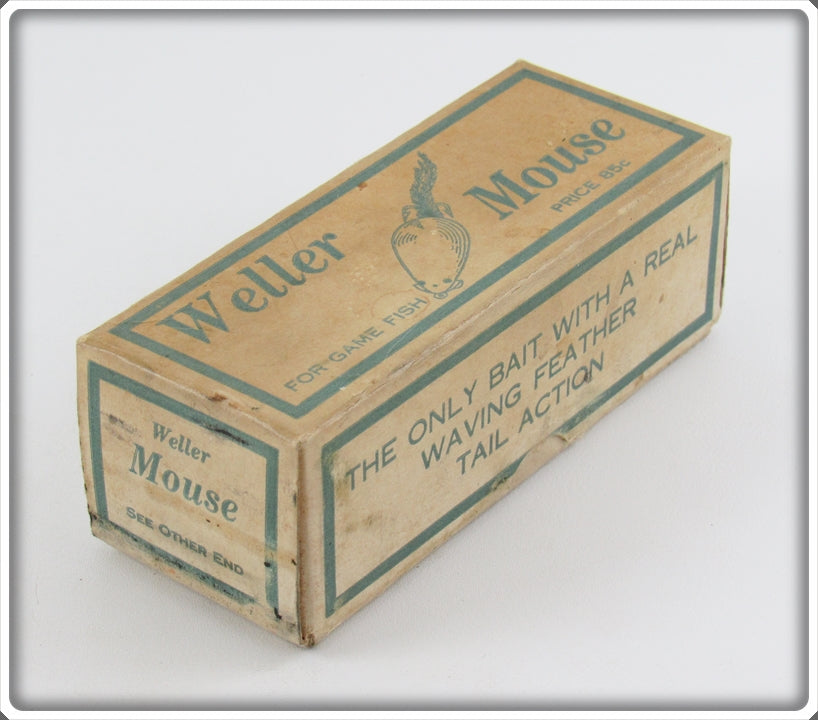 Weller Mouse
PRICE 85c
FOR GAME FISH
THE ONLY BAIT WITH A REAL
WAVING FEATHER
TAIL ACTION
Weller
Mouse
SEE OTHER END